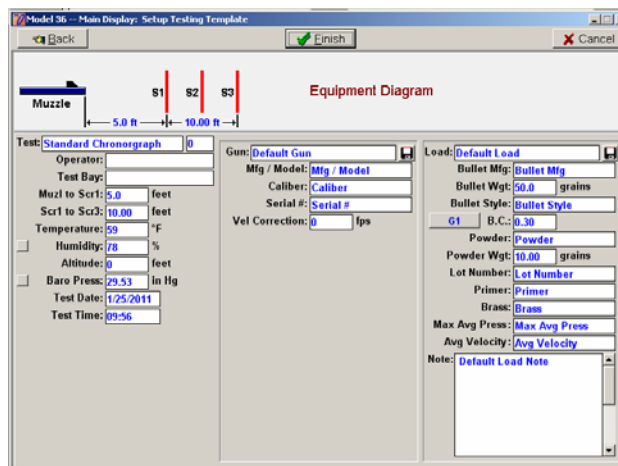 Model 36 -- Main Display: Setup Testing Template
Back Finish Cancel
S1 S2 S3
Equipment Diagram
Muzzle
5.0 ft 10.00 ft
Test: Standard Chronorgraph 0
Operator:
Test Bay:
Muzl to Scr1: 5.0 feet
Scr1 to Scr3: 10.00 feet
Temperature: 59 °F
Humidity: 78 %
Altitude: 0 feet
Baro Press: 29.53 in Hg
Test Date: 1/25/2011
Test Time: 09:56
Gun: Default Gun
Mfg / Model: Mfg / Model
Caliber: Caliber
Serial #: Serial #
Vel Correction: 0 fps
Load: Default Load
Bullet Mfg: Bullet Mfg
Bullet Wgt: 50.0 grains
Bullet Style: Bullet Style
G1 B.C.: 0.30
Powder: Powder
Powder Wgt: 10.00 grains
Lot Number: Lot Number
Primer: Primer
Brass: Brass
Max Avg Press: Max Avg Press
Avg Velocity: Avg Velocity
Note: Default Load Note